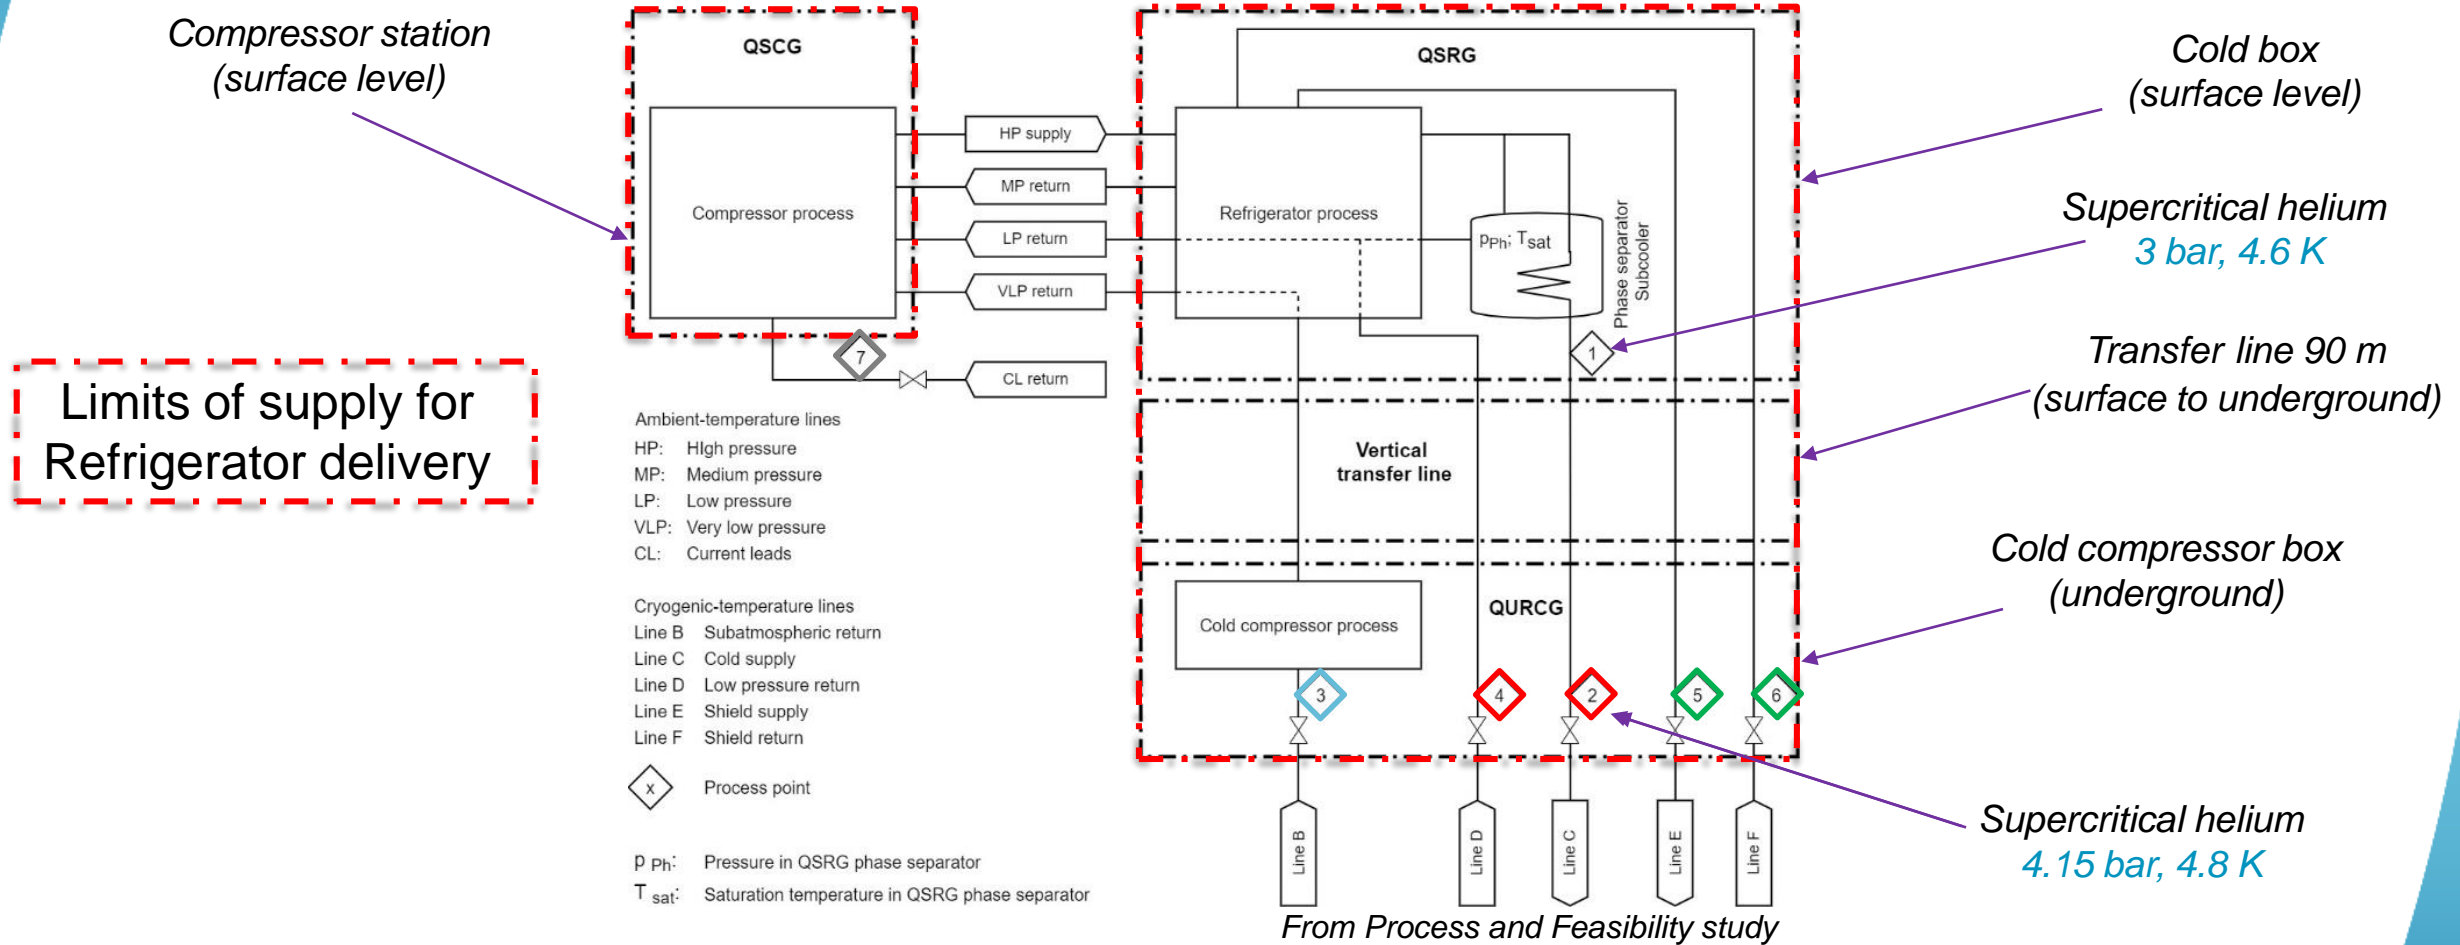 Compressor station
(surface level)
QSCG
QSRG
Cold box
(surface level)
HP supply
MP return
Compressor process
Refrigerator process
LP return
VLP return
pPh; Tsat
Phase separator
Subcooler
Supercritical helium
3 bar, 4.6 K
7
1
CL return
Transfer line 90 m
(surface to underground)
Limits of supply for
Refrigerator delivery
Ambient-temperature lines
HP: HIgh pressure
MP: Medium pressure
LP: Low pressure
VLP: Very low pressure
CL: Current leads
Vertical
transfer line
Cold compressor box
(underground)
Cryogenic-temperature lines
Line B Subatmospheric return
Line C Cold supply
Line D Low pressure return
Line E Shield supply
Line F Shield return
x Process point
p Ph: Pressure in QSRG phase separator
T sat: Saturation temperature in QSRG phase separator
QURCG
Cold compressor process
3
4
2
5
6
Line B
Line D
Line C
Line E
Line F
Supercritical helium
4.15 bar, 4.8 K
From Process and Feasibility study